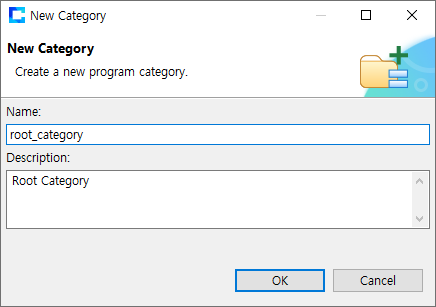 New Category
New Category
Create a new program category.
Name:
root_category
Description:
Root Category
OK
Cancel